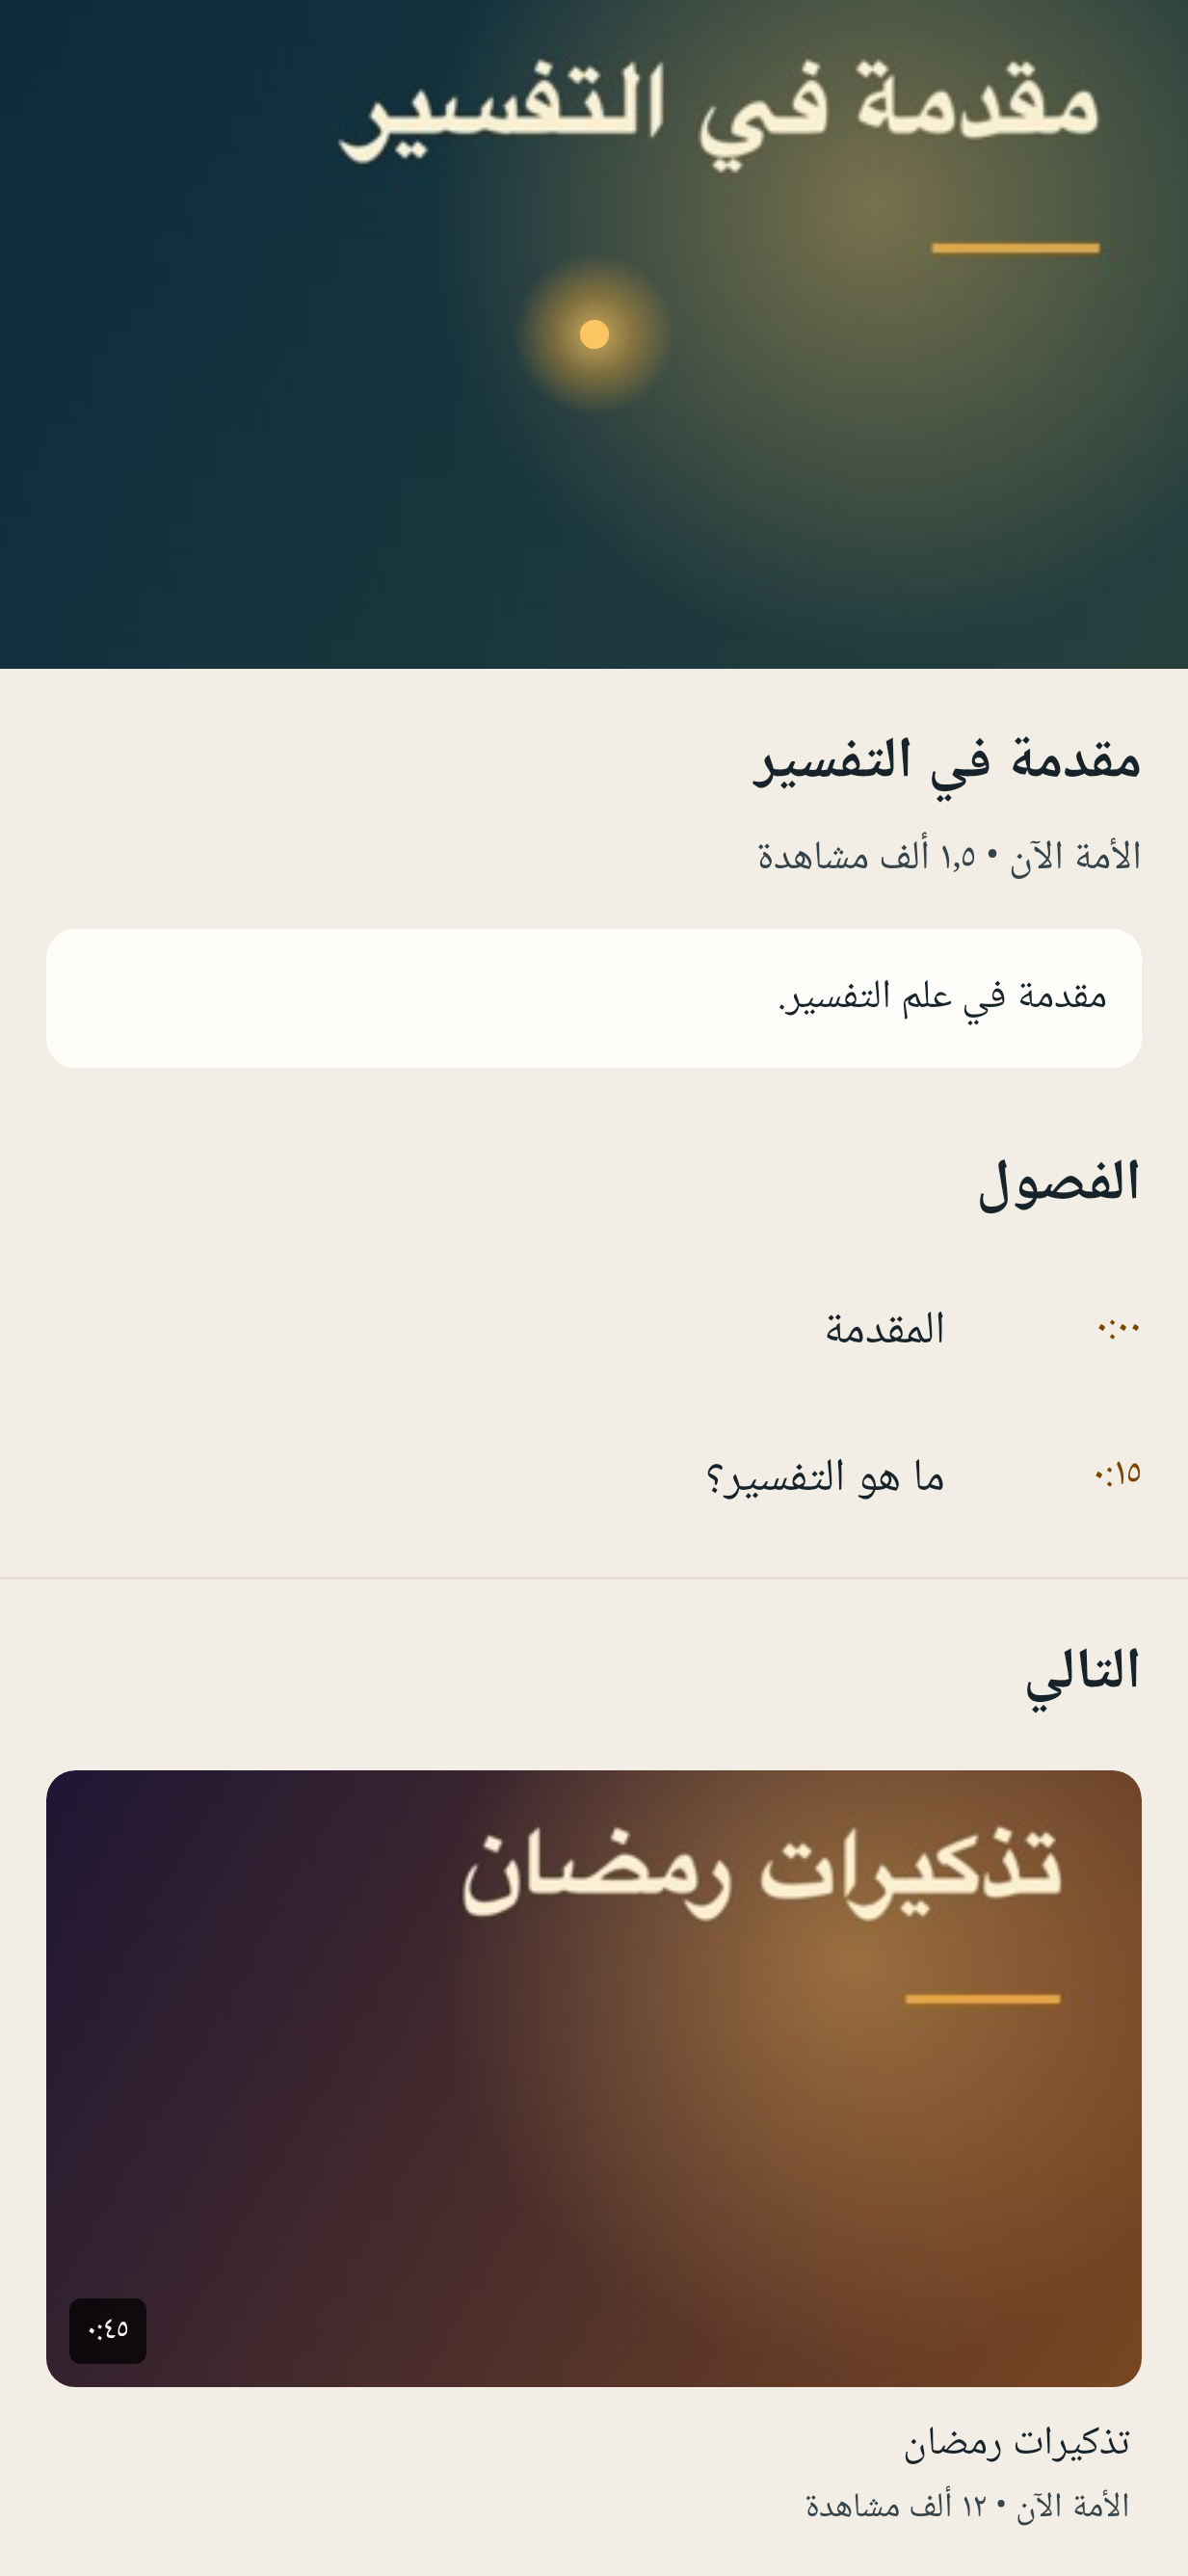 مقدمة في التفسير
مقدمة في التفسير
الأمة الآن • ١٫٥ ألف مشاهدة
مقدمة في علم التفسير.
الفصول
٠:٠٠
المقدمة
٠:١٥
ما هو التفسير؟
التالي
تذكيرات رمضان
٠:٤٥
تذكيرات رمضان
الأمة الآن • ١٢ ألف مشاهدة